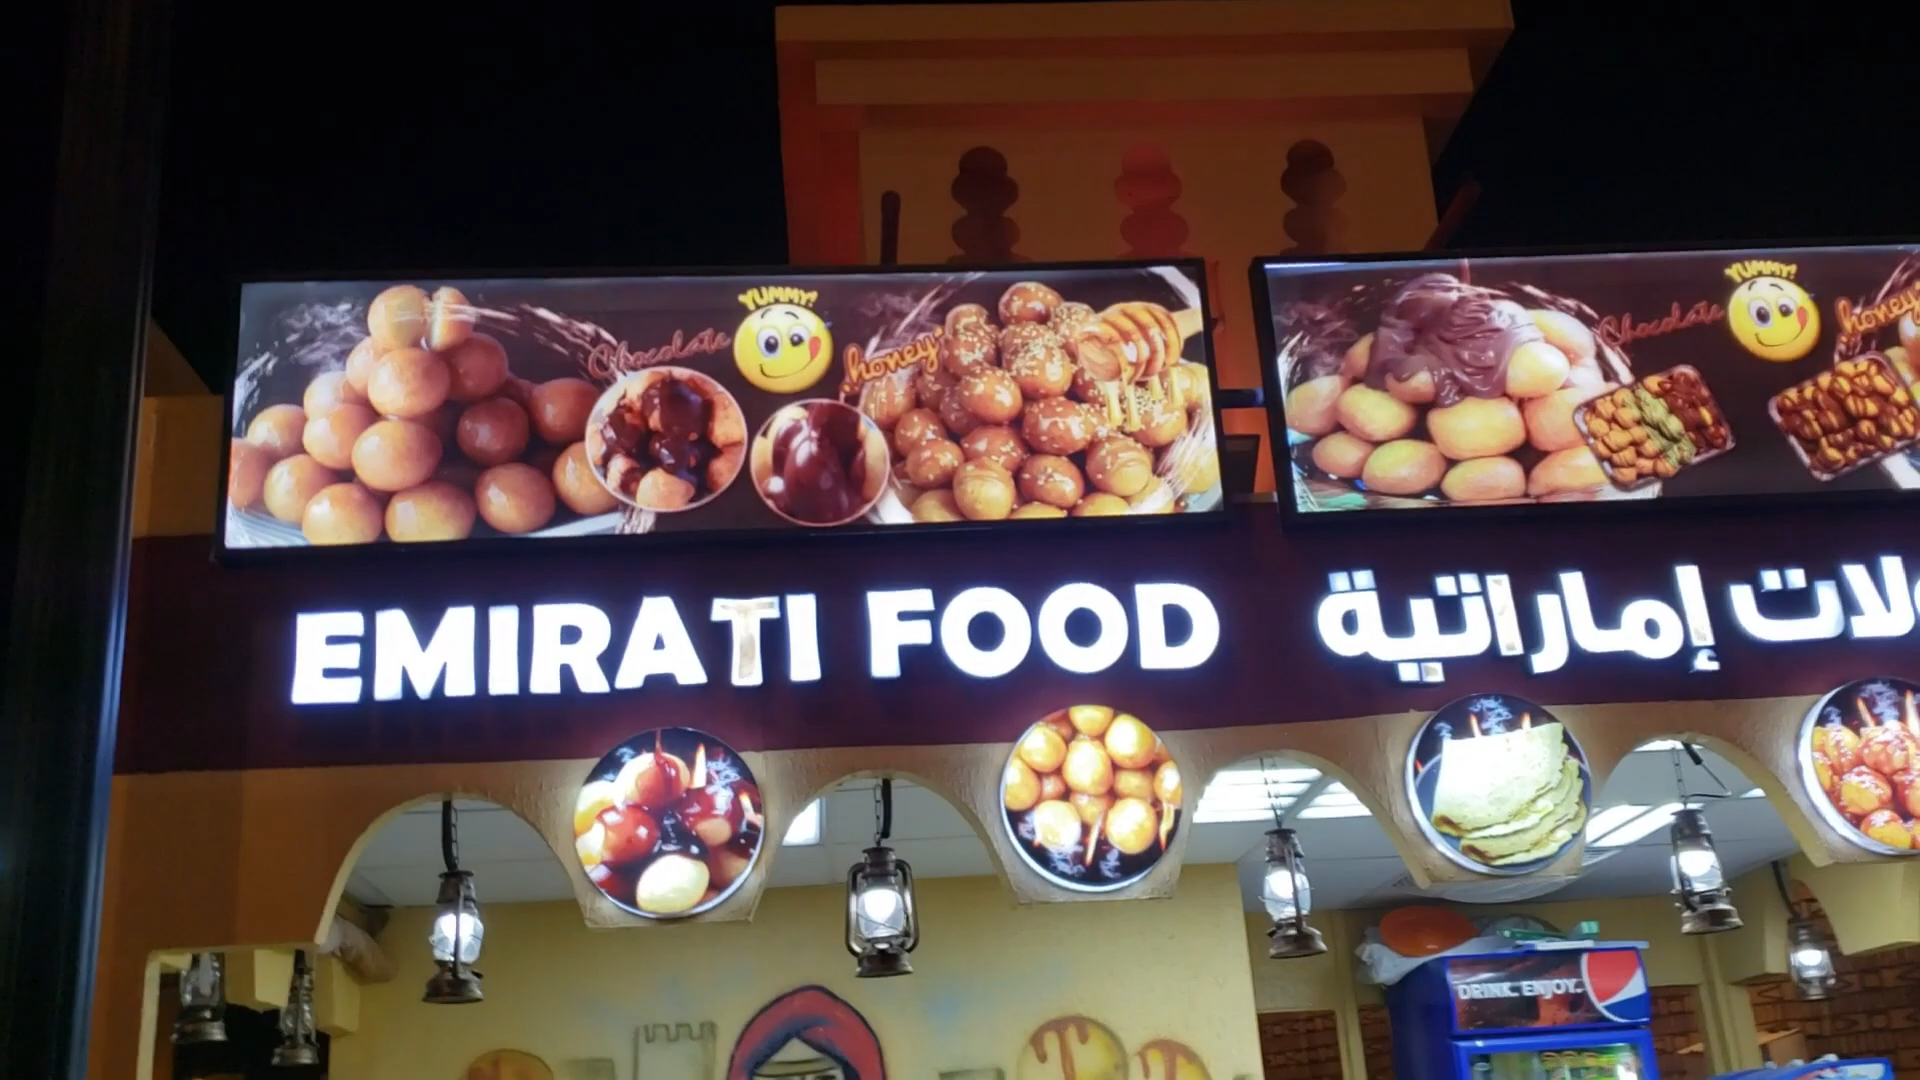 YUMMY!
Chocolate
honey
YUMMY!
Chocolate
honey
EMIRATI FOOD
إماراتية
DRINK. ENJOY.